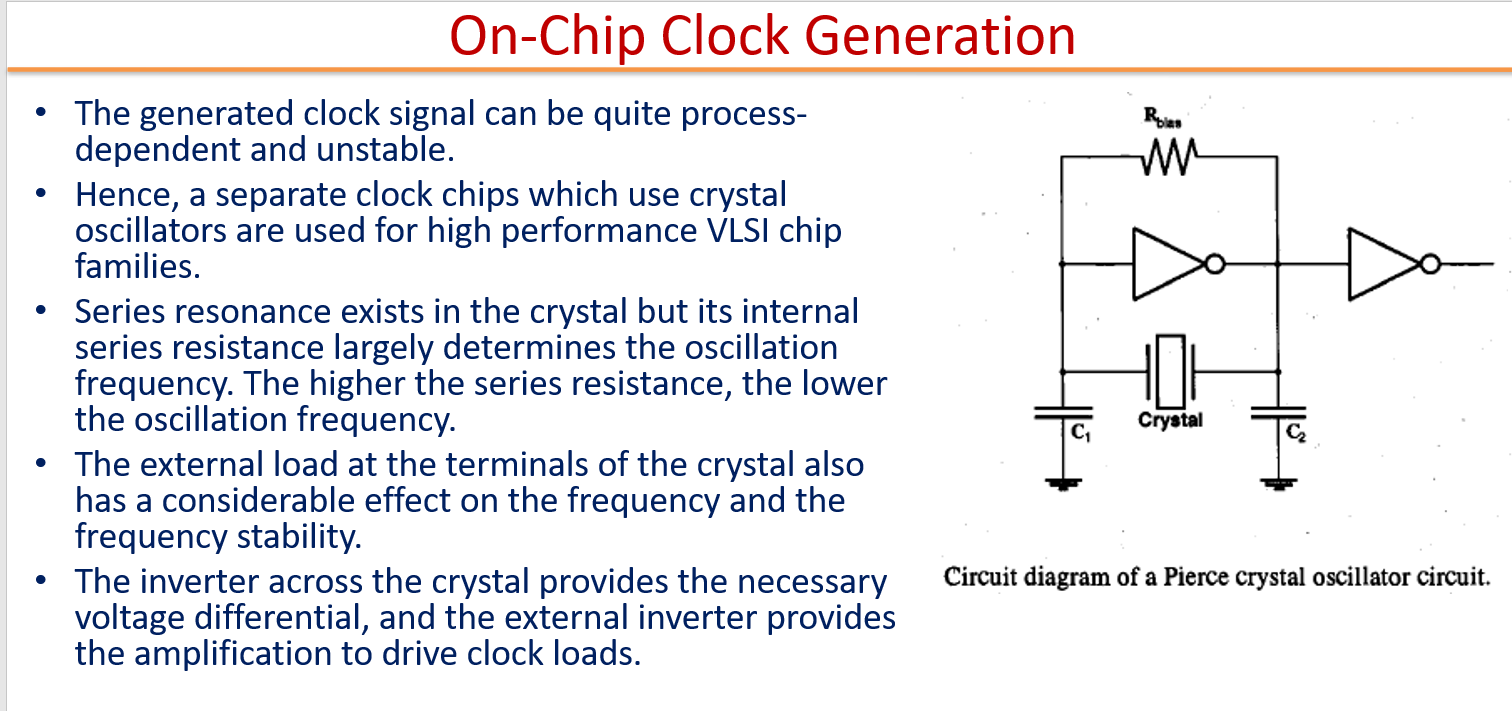 On-Chip Clock Generation
• The generated clock signal can be quite process-
dependent and unstable.
• Hence, a separate clock chips which use crystal
oscillators are used for high performance VLSI chip
families.
• Series resonance exists in the crystal but its internal
series resistance largely determines the oscillation
frequency. The higher the series resistance, the lower
the oscillation frequency.
• The external load at the terminals of the crystal also
has a considerable effect on the frequency and the
frequency stability.
• The inverter across the crystal provides the necessary
voltage differential, and the external inverter provides
the amplification to drive clock loads.
Rbias
Crystal
C1
C2
Circuit diagram of a Pierce crystal oscillator circuit.